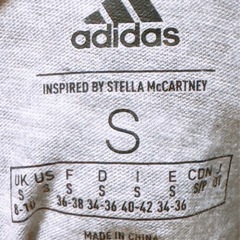 adidas
INSPIRED BY STELLA McCARTNEY
S
UK US F D I E CDN J
S S S S S S S/P OT
8-10 36-38 34-36 40-42 34-36
MADE IN CHINA